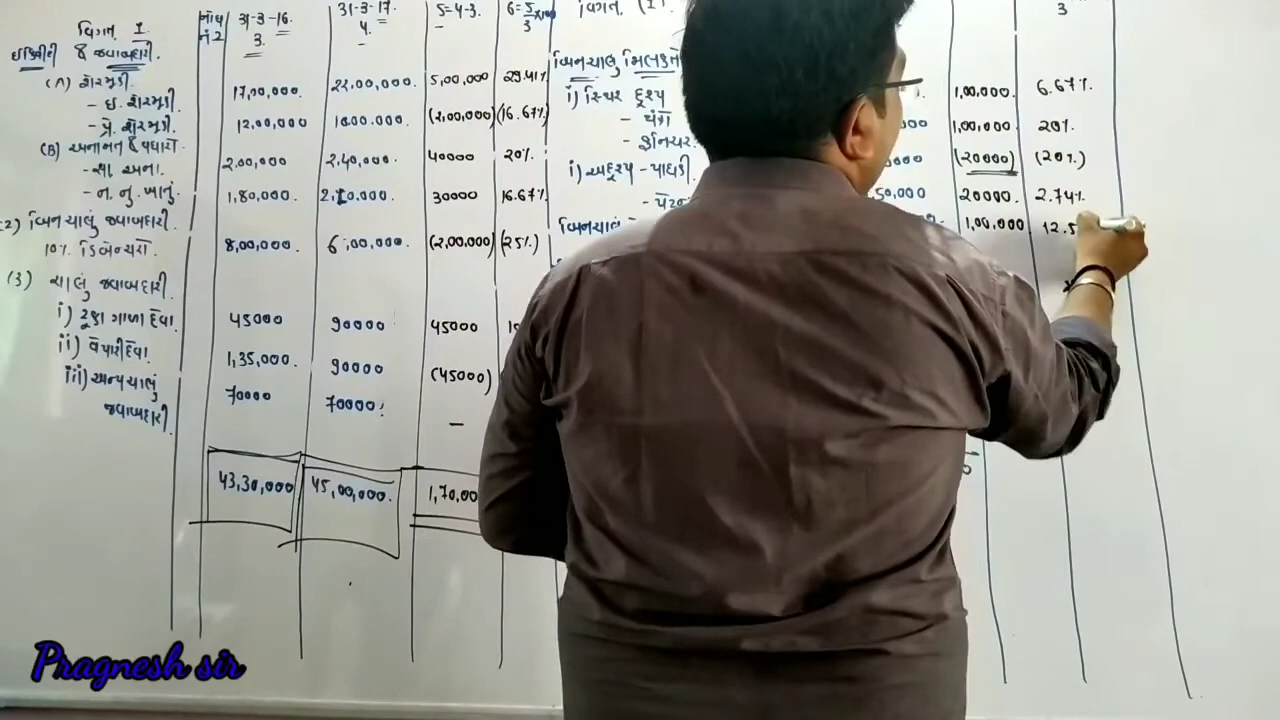 વિગત 1 નોંધ નં.2 31-3-16 3 31-3-17 4 5=4-3 6=5/3x100
ઇક્વિટી & જવાબદારી
(A) શેરમૂડી
- ઇ. શેરમૂડી 17,00,000 22,00,000 5,00,000 29.41%
- પ્રે. શેરમૂડી 12,00,000 1000.000 (2,00,000) (16.67%)
(B) અનામત & વધારો
- સા. અના. 2,00,000 2,40,000 40000 20%
- ન. નુ. ખાતું 1,80,000 2,10,000 30000 16.67%
(2) બિનચાલુ જવાબદારી
10% ડિબેન્ચરો 8,00,000 6,00,000 (2,00,000) (25%)
(3) ચાલુ જવાબદારી
i) ટૂંકા ગાળા દેવા 45000 90000 45000
ii) વેપારીદેવા 1,35,000 90000 (45000)
iii) અન્ય ચાલું જવાબદારી 70000 70000 -
43,30,000 45,00,000 1,70,00
વિગત 3
બિનચાલુ મિલકતો
i) સ્થિર દૃશ્ય
- યંત્રો 1,00,000 6.67%
- ફર્નિચર 1,00,000 20%
i) અદૃશ્ય - પાઘડી (20000) (20%)
50,000 20000 2.74%
બિનચાલુ 1,00,000 12.5
Pragnesh sir